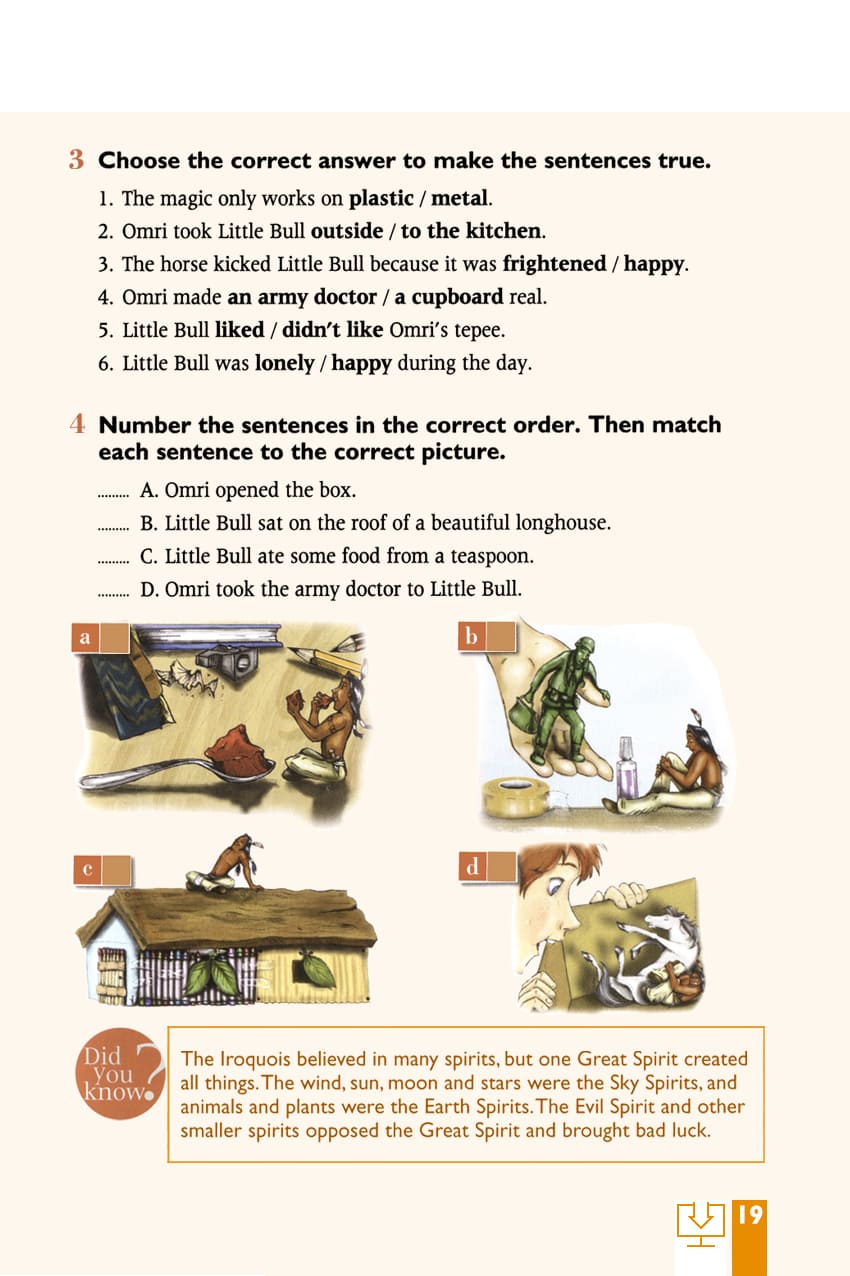 3 Choose the correct answer to make the sentences true.
1. The magic only works on plastic / metal.
2. Omri took Little Bull outside / to the kitchen.
3. The horse kicked Little Bull because it was frightened / happy.
4. Omri made an army doctor / a cupboard real.
5. Little Bull liked / didn't like Omri's tepee.
6. Little Bull was lonely / happy during the day.
4 Number the sentences in the correct order. Then match
each sentence to the correct picture.
......... A. Omri opened the box.
......... B. Little Bull sat on the roof of a beautiful longhouse.
......... C. Little Bull ate some food from a teaspoon.
......... D. Omri took the army doctor to Little Bull.
a
b
c
d
Did
you
know?
The Iroquois believed in many spirits, but one Great Spirit created
all things. The wind, sun, moon and stars were the Sky Spirits, and
animals and plants were the Earth Spirits. The Evil Spirit and other
smaller spirits opposed the Great Spirit and brought bad luck.
19